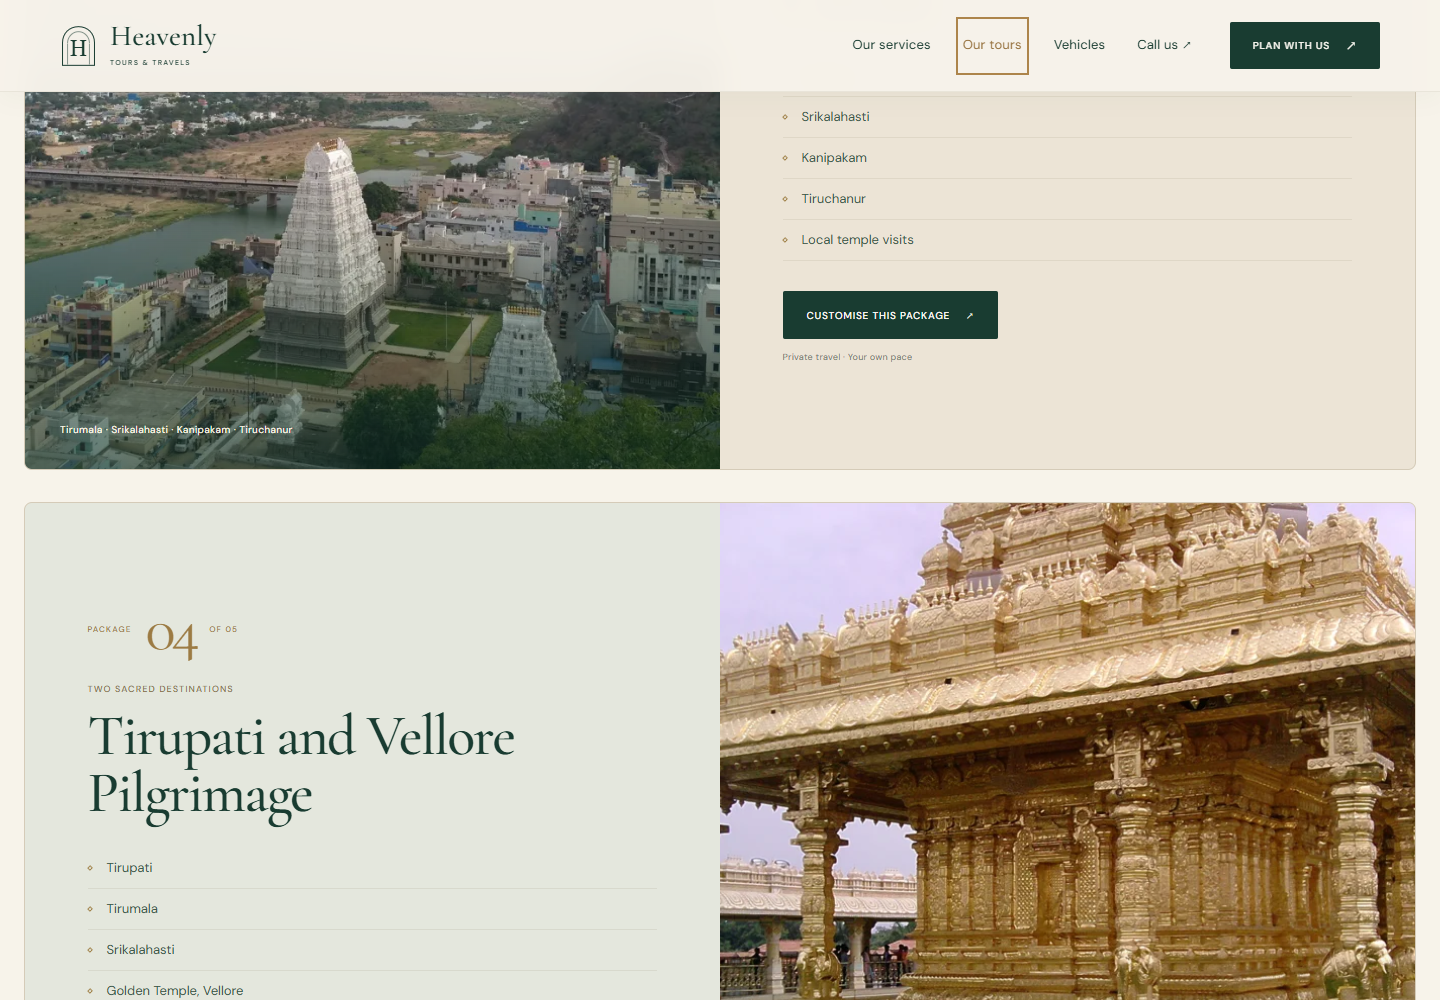 H
Heavenly
TOURS & TRAVELS
Our services
Our tours
Vehicles
Call us ↗
PLAN WITH US ↗
Srikalahasti
Kanipakam
Tiruchanur
Local temple visits
CUSTOMISE THIS PACKAGE ↗
Private travel · Your own pace
Tirumala · Srikalahasti · Kanipakam · Tiruchanur
PACKAGE 04 OF 05
TWO SACRED DESTINATIONS
Tirupati and Vellore
Pilgrimage
Tirupati
Tirumala
Srikalahasti
Golden Temple, Vellore